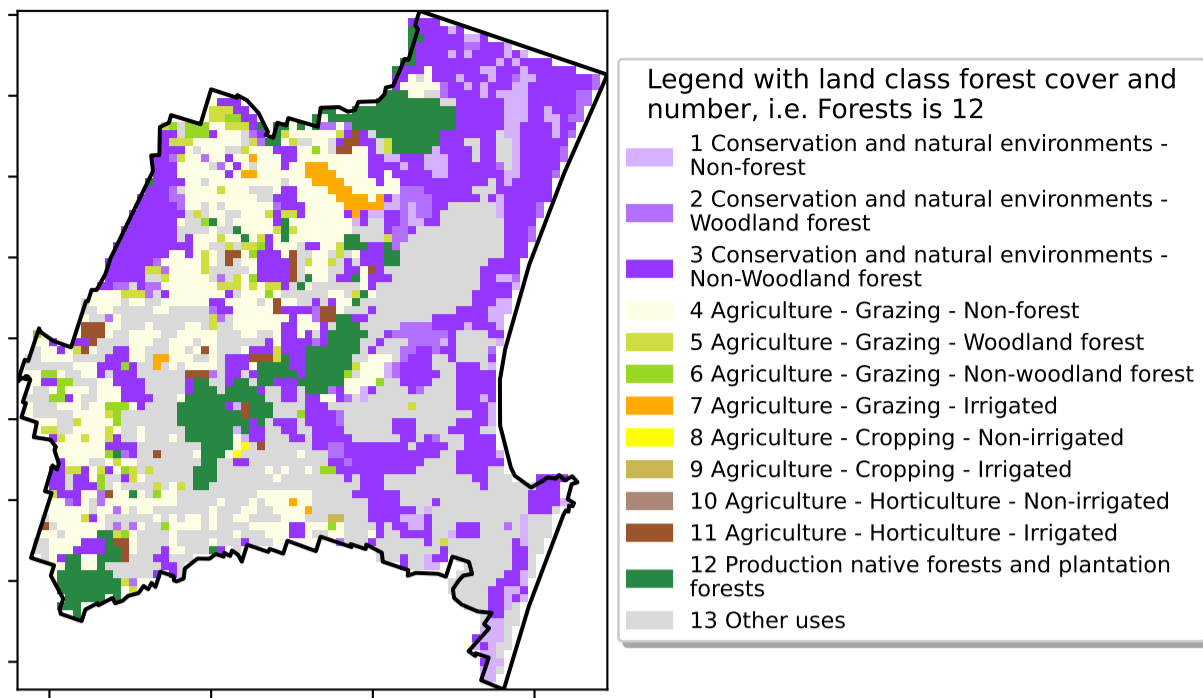 Legend with land class forest cover and
number, i.e. Forests is 12
1 Conservation and natural environments -
Non-forest
2 Conservation and natural environments -
Woodland forest
3 Conservation and natural environments -
Non-Woodland forest
4 Agriculture - Grazing - Non-forest
5 Agriculture - Grazing - Woodland forest
6 Agriculture - Grazing - Non-woodland forest
7 Agriculture - Grazing - Irrigated
8 Agriculture - Cropping - Non-irrigated
9 Agriculture - Cropping - Irrigated
10 Agriculture - Horticulture - Non-irrigated
11 Agriculture - Horticulture - Irrigated
12 Production native forests and plantation
forests
13 Other uses